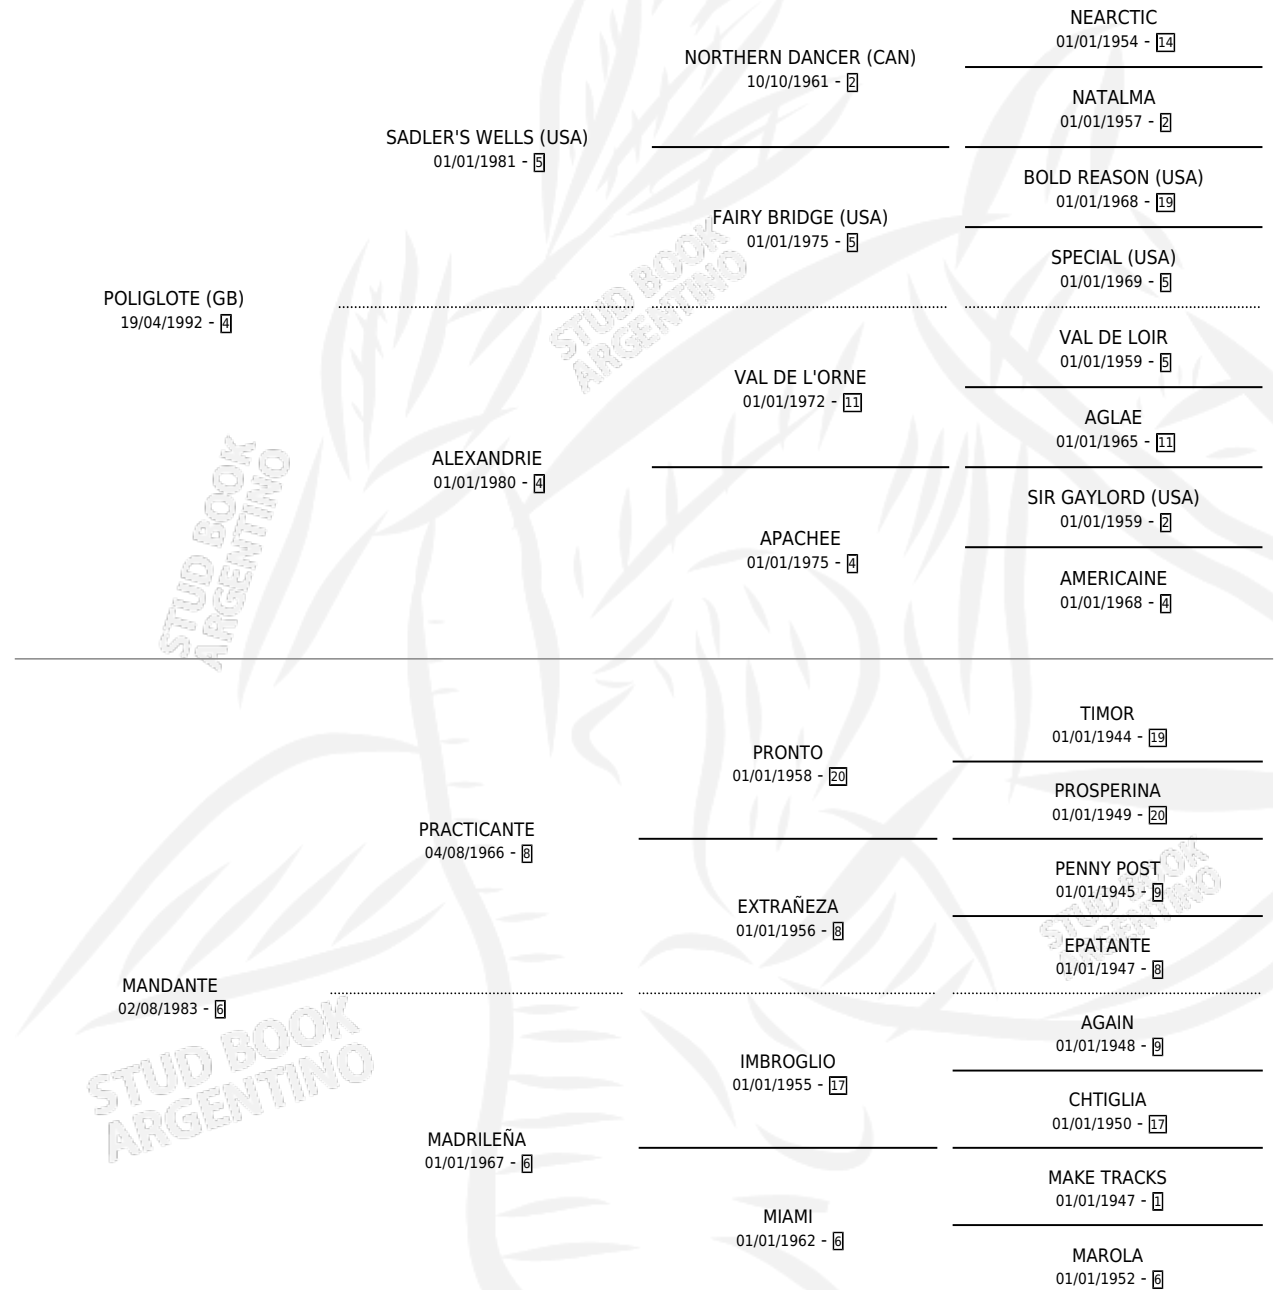 NEARCTIC
01/01/1954 - 14
NORTHERN DANCER (CAN)
10/10/1961 - 2
NATALMA
01/01/1957 - 2
SADLER'S WELLS (USA)
01/01/1981 - 5
BOLD REASON (USA)
01/01/1968 - 19
FAIRY BRIDGE (USA)
01/01/1975 - 5
SPECIAL (USA)
01/01/1969 - 5
STUD BOOK
ARGENTINO
POLIGLOTE (GB)
19/04/1992 - 4
VAL DE LOIR
01/01/1959 - 5
VAL DE L'ORNE
01/01/1972 - 11
AGLAE
01/01/1965 - 11
ALEXANDRIE
01/01/1980 - 4
SIR GAYLORD (USA)
01/01/1959 - 2
APACHEE
01/01/1975 - 4
AMERICAINE
01/01/1968 - 4
STUD BOOK
ARGENTINO
TIMOR
01/01/1944 - 19
PRONTO
01/01/1958 - 20
PROSPERINA
01/01/1949 - 20
PRACTICANTE
04/08/1966 - 8
PENNY POST
01/01/1945 - 9
EXTRAÑEZA
01/01/1956 - 8
EPATANTE
01/01/1947 - 8
STUD BOOK
ARGENTINO
MANDANTE
02/08/1983 - 6
AGAIN
01/01/1948 - 9
IMBROGLIO
01/01/1955 - 17
CHTIGLIA
01/01/1950 - 17
STUD BOOK
ARGENTINO
MADRILEÑA
01/01/1967 - 6
MAKE TRACKS
01/01/1947 - 1
MIAMI
01/01/1962 - 6
MAROLA
01/01/1952 - 6